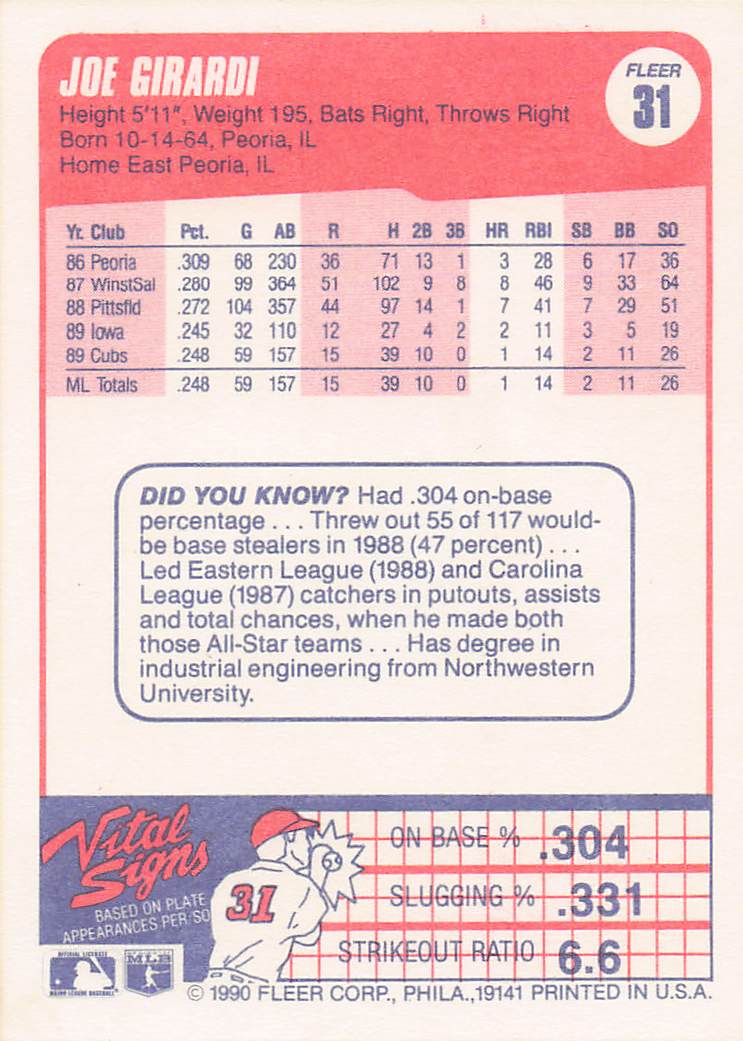 JOE GIRARDI
FLEER
31
Height 5'11", Weight 195, Bats Right, Throws Right
Born 10-14-64, Peoria, IL
Home East Peoria, IL
Yr. Club Pct. G AB R H 2B 3B HR RBI SB BB SO
86 Peoria .309 68 230 36 71 13 1 3 28 6 17 36
87 WinstSal .280 99 364 51 102 9 8 8 46 9 33 64
88 Pittsfld .272 104 357 44 97 14 1 7 41 7 29 51
89 Iowa .245 32 110 12 27 4 2 2 11 3 5 19
89 Cubs .248 59 157 15 39 10 0 1 14 2 11 26
ML Totals .248 59 157 15 39 10 0 1 14 2 11 26
DID YOU KNOW? Had .304 on-base
percentage . . . Threw out 55 of 117 would-
be base stealers in 1988 (47 percent) . . .
Led Eastern League (1988) and Carolina
League (1987) catchers in putouts, assists
and total chances, when he made both
those All-Star teams . . . Has degree in
industrial engineering from Northwestern
University.
Vital
Signs
BASED ON PLATE
APPEARANCES PER/SO
31
ON BASE % .304
SLUGGING % .331
STRIKEOUT RATIO 6.6
OFFICIAL LICENSEE
MAJOR LEAGUE BASEBALL
MLB
© 1990 FLEER CORP., PHILA.,19141 PRINTED IN U.S.A.